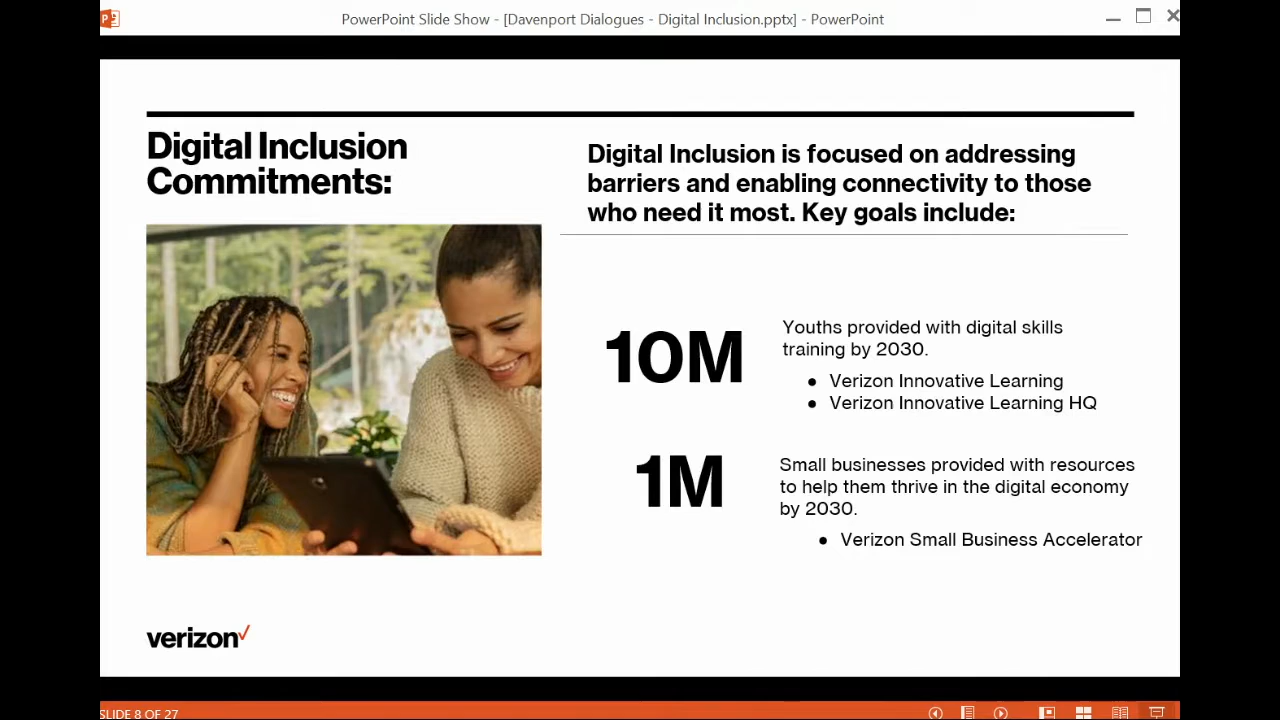 PowerPoint Slide Show - [Davenport Dialogues - Digital Inclusion.pptx] - PowerPoint
Digital Inclusion
Commitments:
Digital Inclusion is focused on addressing
barriers and enabling connectivity to those
who need it most. Key goals include:
10M
Youths provided with digital skills
training by 2030.
● Verizon Innovative Learning
● Verizon Innovative Learning HQ
1M
Small businesses provided with resources
to help them thrive in the digital economy
by 2030.
● Verizon Small Business Accelerator
verizon✓
SLIDE 8 OF 27